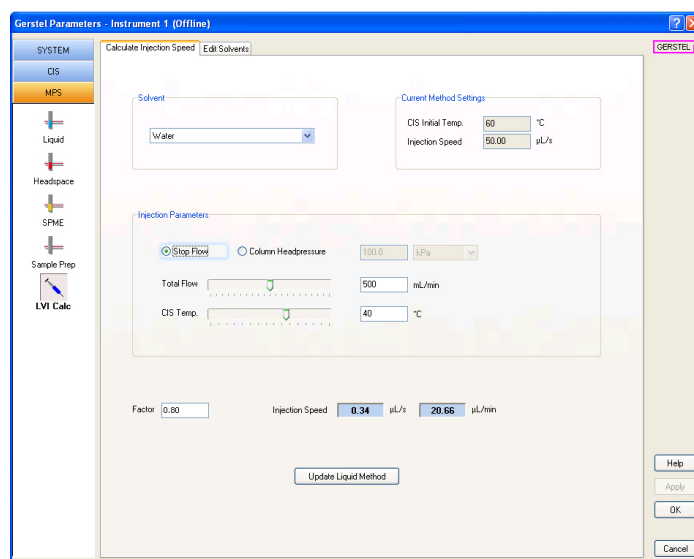 Gerstel Parameters - Instrument 1 (Offline)
SYSTEM
CIS
MPS
Liquid
Headspace
SPME
Sample Prep
LVI Calc
Calculate Injection Speed
Edit Solvents
Solvent
Water
Current Method Settings
CIS Initial Temp. 60 °C
Injection Speed 50.00 µL/s
Injection Parameters
Stop Flow Column Headpressure 100.0 kPa
Total Flow 500 mL/min
CIS Temp. 40 °C
Factor 0.80 Injection Speed 0.34 µL/s 20.66 µL/min
Update Liquid Method
GERSTEL
Help
Apply
OK
Cancel